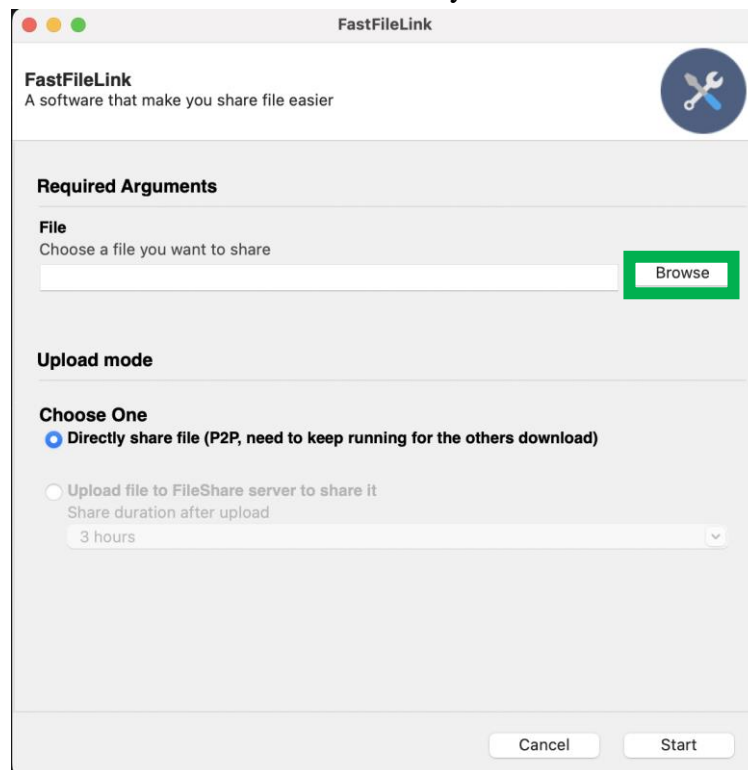 FastFileLink
FastFileLink
A software that make you share file easier
Required Arguments
File
Choose a file you want to share
Browse
Upload mode
Choose One
Directly share file (P2P, need to keep running for the others download)
Upload file to FileShare server to share it
Share duration after upload
3 hours
Cancel
Start